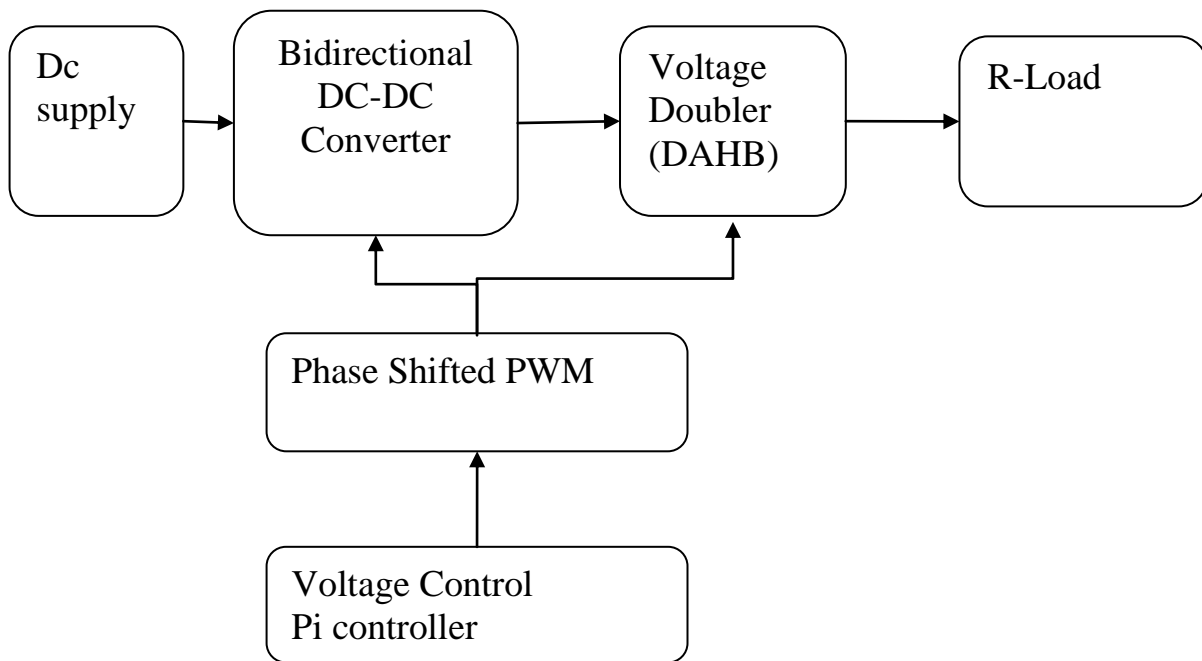 Dc
supply
Bidirectional
DC-DC
Converter
Voltage
Doubler
(DAHB)
R-Load
Phase Shifted PWM
Voltage Control
Pi controller